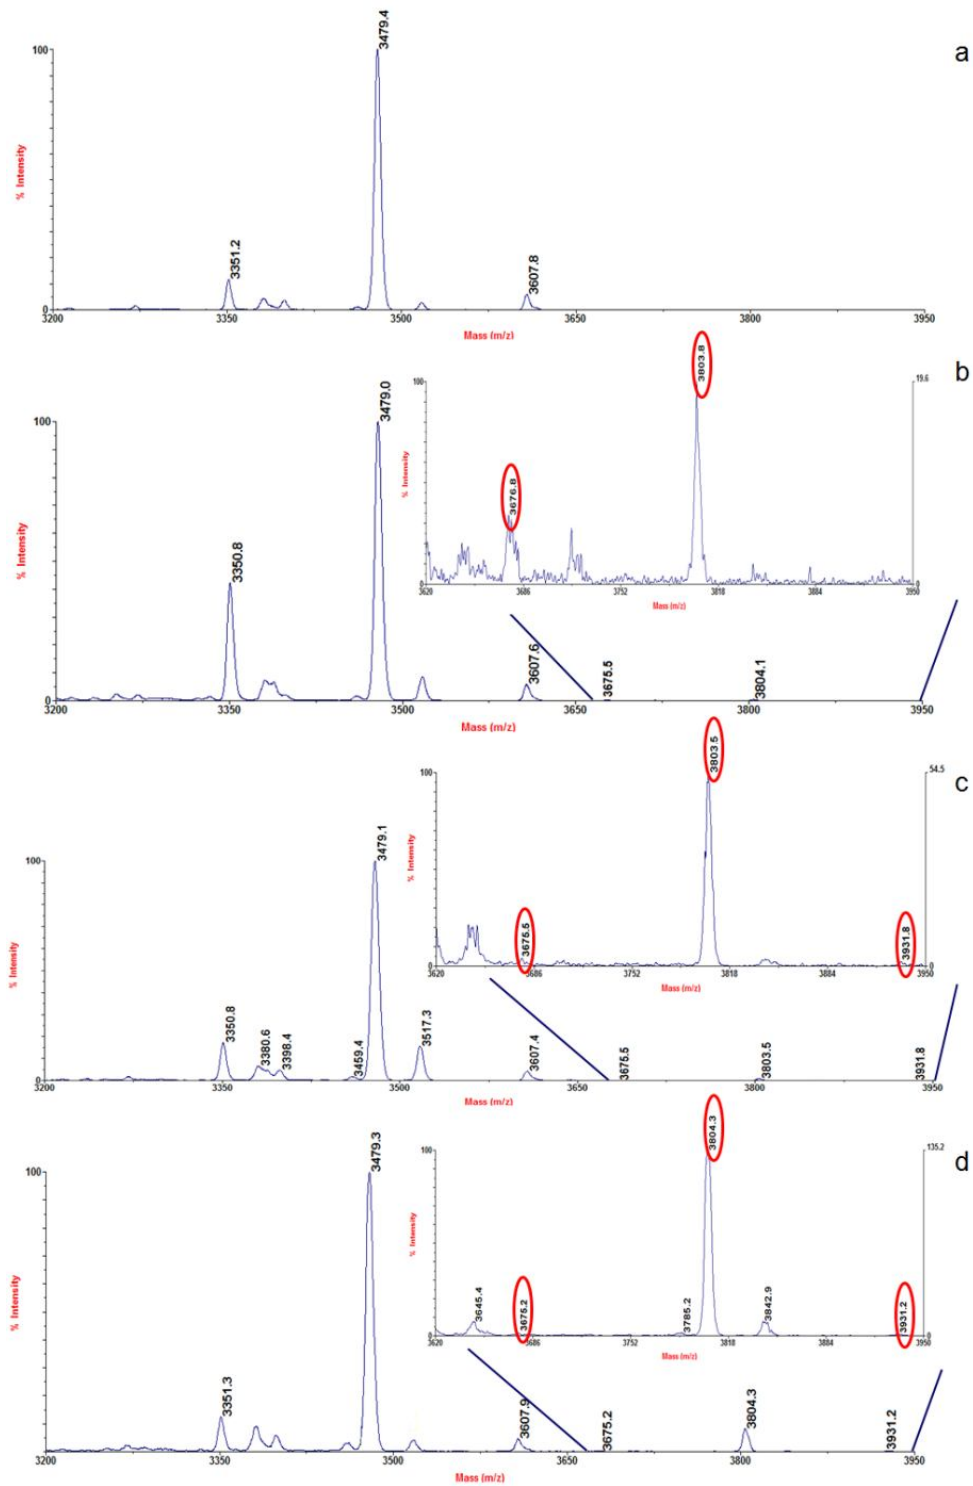 a
3479.4
100
% Intensity
3351.2
3607.8
0
3200 3350 3500 3650 3800 3950
Mass (m/z)
b
3803.8
100 19.6
3479.0
100
% Intensity
3676.8
% Intensity
3350.8
0
3620 3686 3752 3818 3884 3950
Mass (m/z)
3607.6
3675.5
3804.1
0
3200 3350 3500 3650 3800 3950
Mass (m/z)
c
3803.5
100 54.5
3479.1
100
% Intensity
% Intensity
3675.5
3931.8
0
3620 3686 3752 3818 3884 3950
Mass (m/z)
3350.8
3380.6
3398.4
3459.4
3517.3
3607.4
3675.5
3803.5
3931.8
0
3200 3350 3500 3650 3800 3950
Mass (m/z)
d
3804.3
100 135.2
3479.3
100
% Intensity
% Intensity
3645.4
3675.2
3785.2
3842.9
3931.2
0 0
3620 3686 3752 3818 3884 3950
Mass (m/z)
3351.3
3607.9
3675.2
3804.3
3931.2
0
3200 3350 3500 3650 3800 3950
Mass (m/z)